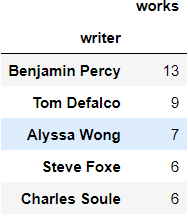 works
writer
Benjamin Percy 13
Tom Defalco 9
Alyssa Wong 7
Steve Foxe 6
Charles Soule 6